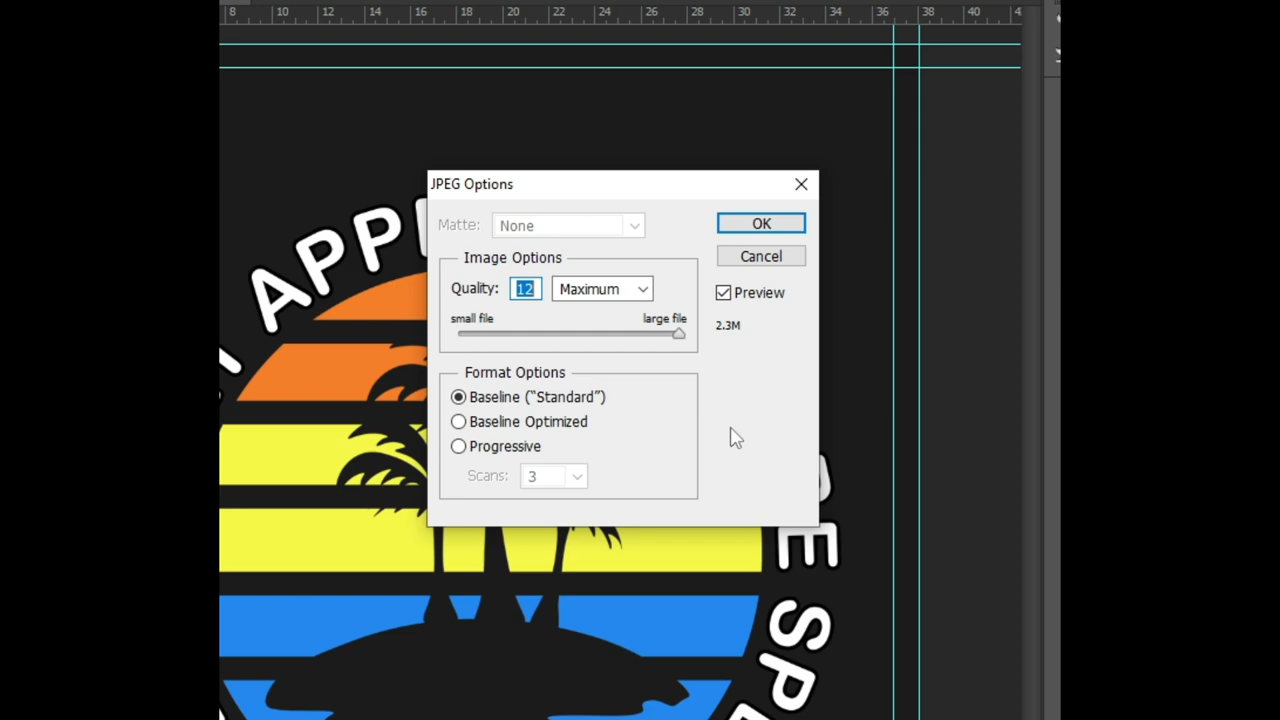 8 10 12 14 16 18 20 22 24 26 28 30 32 34 36 38 40
JPEG Options
Matte: None
OK
Image Options
Cancel
Quality: 12 Maximum
Preview
small file large file
2.3M
Format Options
Baseline (“Standard”)
Baseline Optimized
Progressive
Scans: 3
APP
E SP